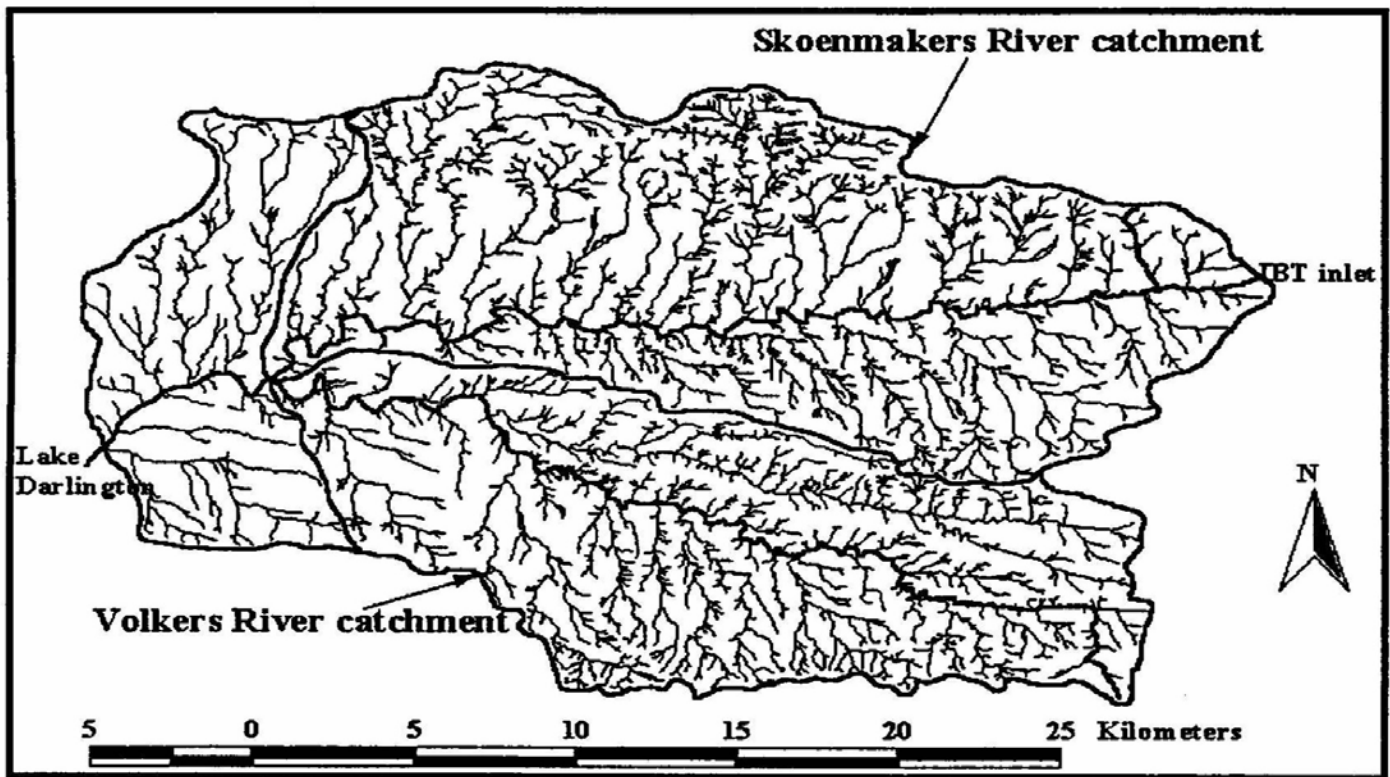 Skoenmakers River catchment
IBT inlet
Lake
Darlington
N
Volkers River catchment
5 0 5 10 15 20 25 Kilometers